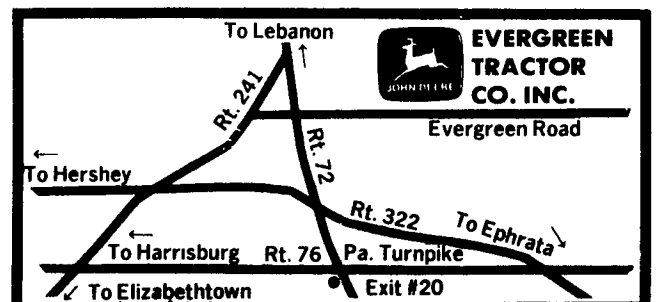 To Lebanon
EVERGREEN
TRACTOR
CO. INC.
JOHN DEERE
Rt. 241
Evergreen Road
Rt. 72
To Hershey
Rt. 322
To Ephrata
To Harrisburg
Rt. 76
Pa. Turnpike
Exit #20
To Elizabethtown